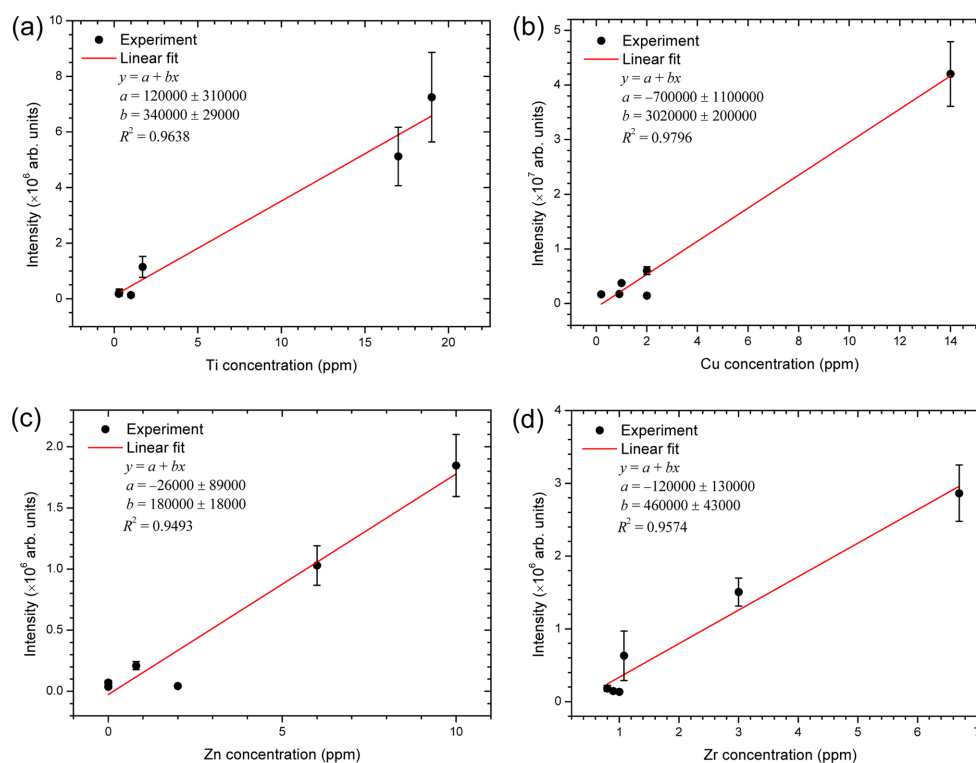 (a)
Experiment
Linear fit
y = a + bx
a = 120000 ± 310000
b = 340000 ± 29000
R² = 0.9638
Intensity (×10⁶ arb. units)
10
8
6
4
2
0
0 5 10 15 20
Ti concentration (ppm)
(b)
Experiment
Linear fit
y = a + bx
a = –700000 ± 1100000
b = 3020000 ± 200000
R² = 0.9796
Intensity (×10⁷ arb. units)
5
4
3
2
1
0
0 2 4 6 8 10 12 14
Cu concentration (ppm)
(c)
Experiment
Linear fit
y = a + bx
a = –26000 ± 89000
b = 180000 ± 18000
R² = 0.9493
Intensity (×10⁶ arb. units)
2.0
1.5
1.0
0.5
0.0
0 5 10
Zn concentration (ppm)
(d)
Experiment
Linear fit
y = a + bx
a = –120000 ± 130000
b = 460000 ± 43000
R² = 0.9574
Intensity (×10⁶ arb. units)
4
3
2
1
0
1 2 3 4 5 6 7
Zr concentration (ppm)